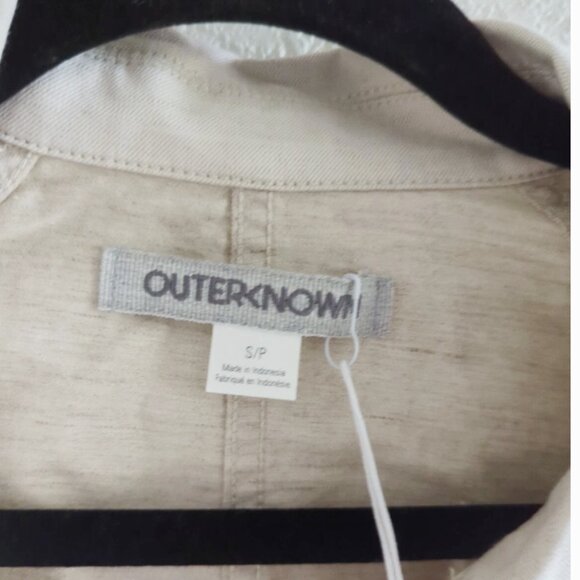 OUTERKNOWN
S/P
Made in Indonesia
Fabriqué en Indonésie